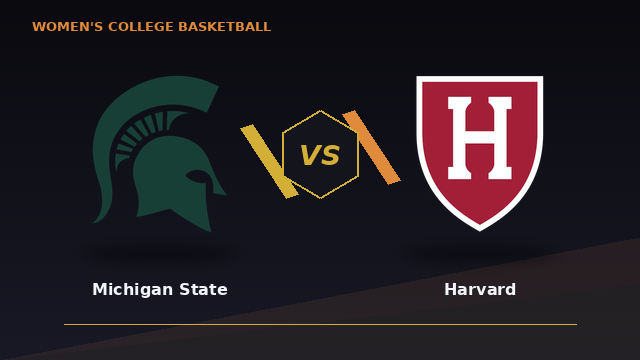 WOMEN'S COLLEGE BASKETBALL
VS
H
Michigan State
Harvard